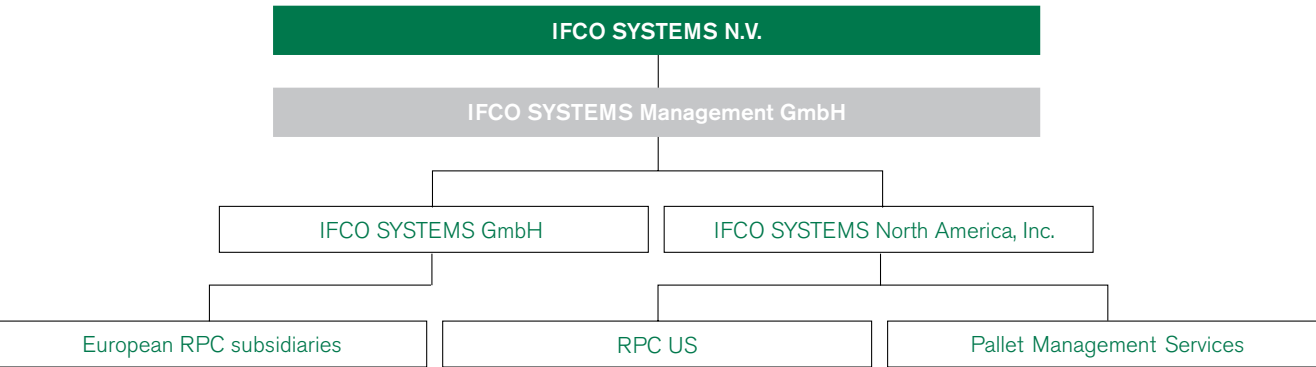 IFCO SYSTEMS N.V.
IFCO SYSTEMS Management GmbH
IFCO SYSTEMS GmbH
IFCO SYSTEMS North America, Inc.
European RPC subsidiaries
RPC US
Pallet Management Services